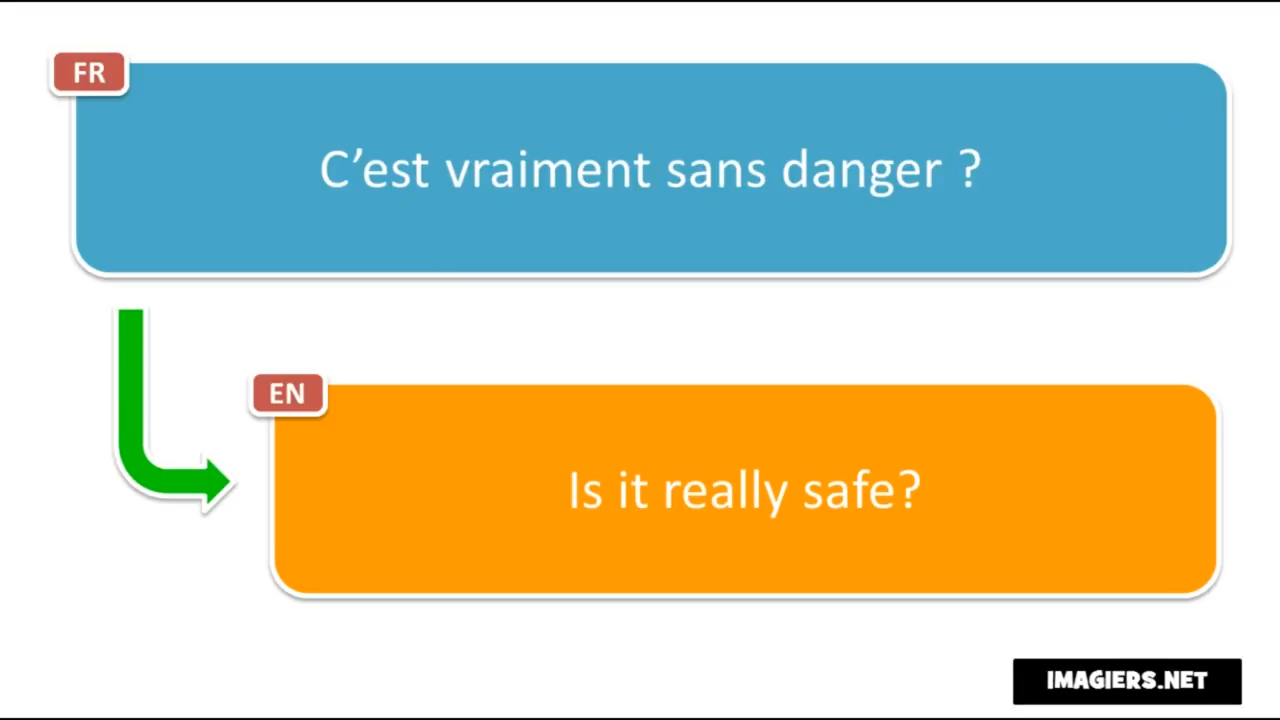 FR
C’est vraiment sans danger ?
EN
Is it really safe?
IMAGIERS.NET